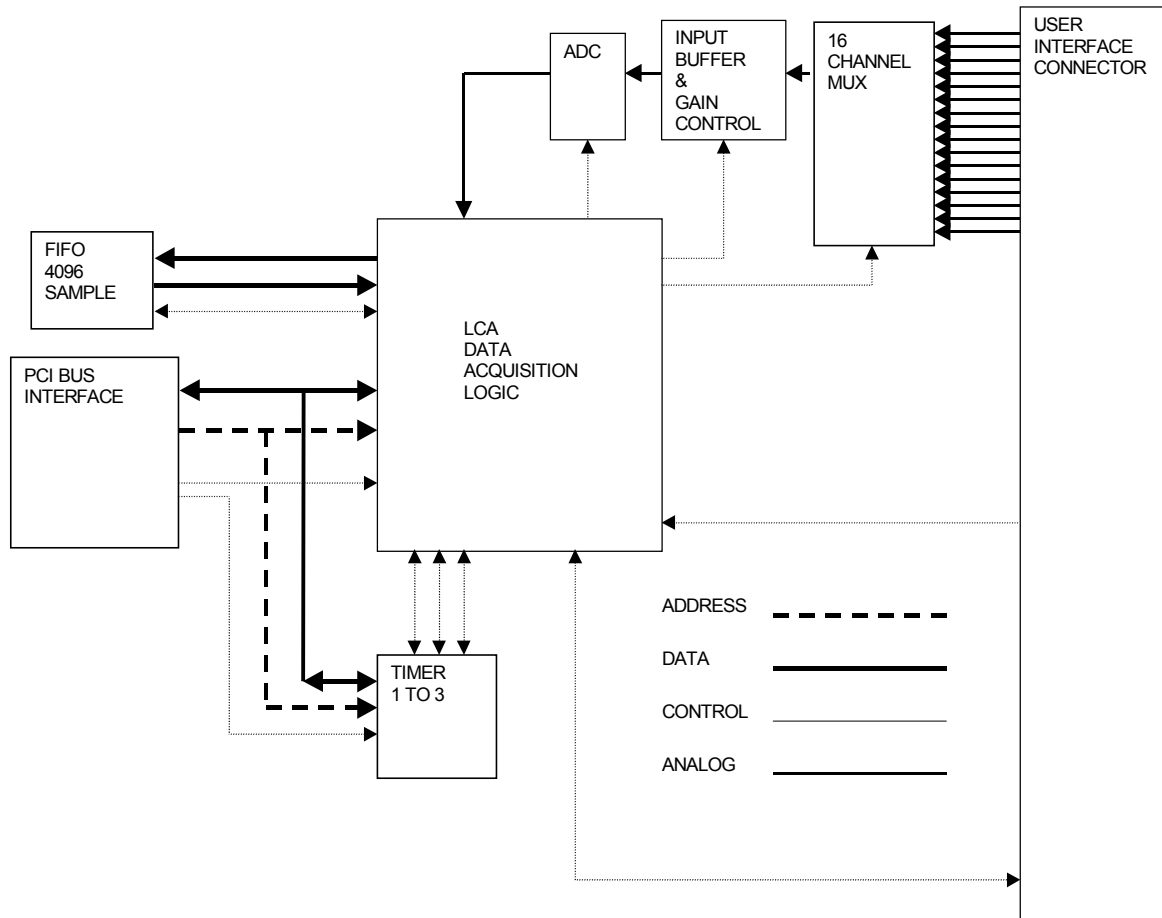 ADC
INPUT
BUFFER
&
GAIN
CONTROL
16
CHANNEL
MUX
USER
INTERFACE
CONNECTOR
FIFO
4096
SAMPLE
PCI BUS
INTERFACE
LCA
DATA
ACQUISITION
LOGIC
TIMER
1 TO 3
ADDRESS
DATA
CONTROL
ANALOG